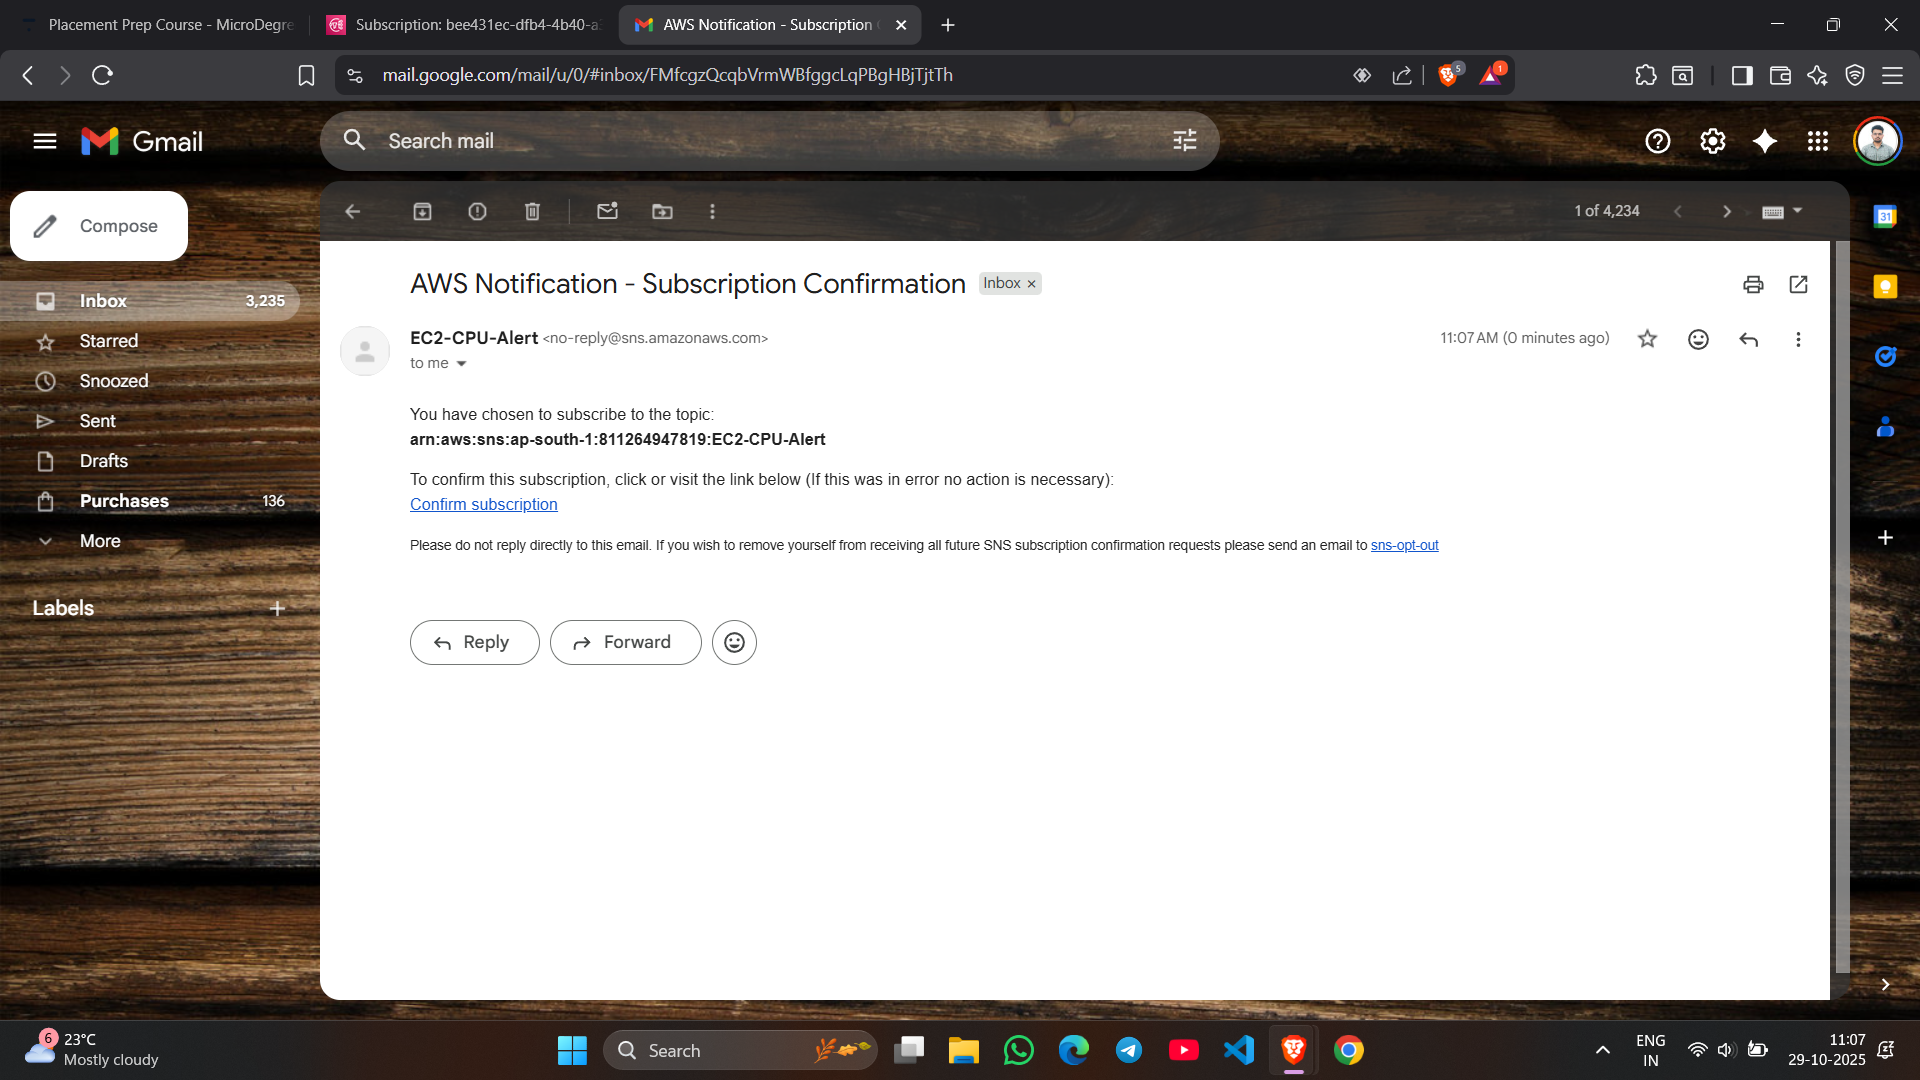 Placement Prep Course - MicroDegre
Subscription: bee431ec-dfb4-4b40-a
AWS Notification - Subscription
mail.google.com/mail/u/0/#inbox/FMfcgzQcqbVrmWBfggcLqPBgHBjTjtTh
5
1
Gmail
Search mail
Compose
1 of 4,234
31
Inbox 3,235
Starred
Snoozed
Sent
Drafts
Purchases 136
More
Labels
AWS Notification - Subscription Confirmation
Inbox ×
EC2-CPU-Alert <no-reply@sns.amazonaws.com>
11:07 AM (0 minutes ago)
to me
You have chosen to subscribe to the topic:
arn:aws:sns:ap-south-1:811264947819:EC2-CPU-Alert
To confirm this subscription, click or visit the link below (If this was in error no action is necessary):
Confirm subscription
Please do not reply directly to this email. If you wish to remove yourself from receiving all future SNS subscription confirmation requests please send an email to sns-opt-out
Reply
Forward
6
23°C
Mostly cloudy
Search
ENG
IN
11:07
29-10-2025